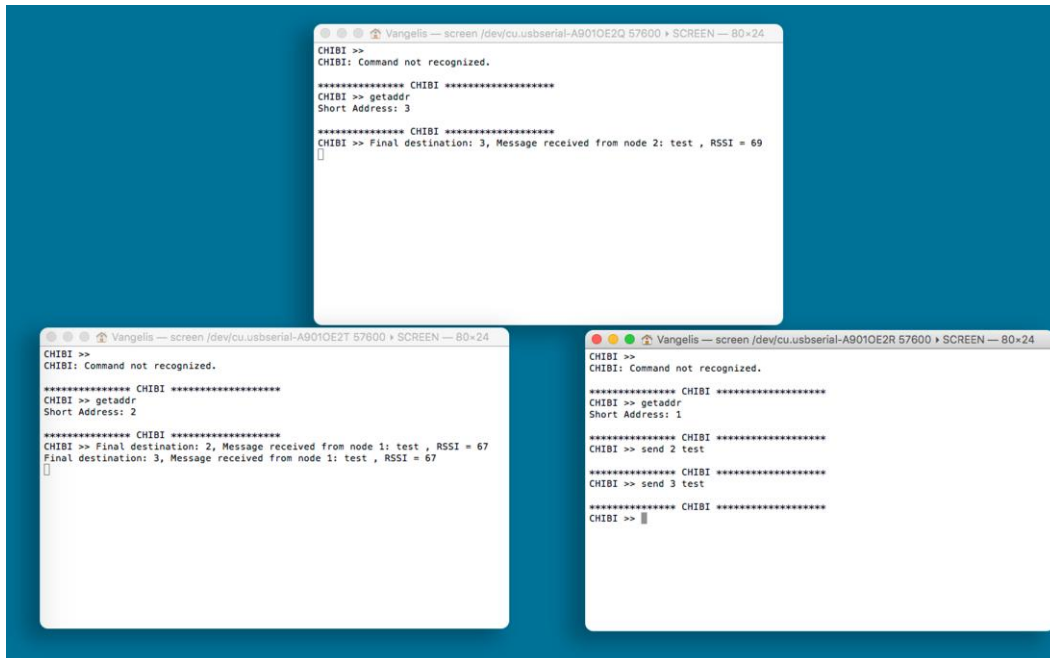 Vangelis — screen /dev/cu.usbserial-A901OE2Q 57600 ▸ SCREEN — 80×24
CHIBI >>
CHIBI: Command not recognized.
*************** CHIBI *******************
CHIBI >> getaddr
Short Address: 3
*************** CHIBI *******************
CHIBI >> Final destination: 3, Message received from node 2: test , RSSI = 69
Vangelis — screen /dev/cu.usbserial-A901OE2T 57600 ▸ SCREEN — 80×24
CHIBI >>
CHIBI: Command not recognized.
*************** CHIBI *******************
CHIBI >> getaddr
Short Address: 2
*************** CHIBI *******************
CHIBI >> Final destination: 2, Message received from node 1: test , RSSI = 67
Final destination: 3, Message received from node 1: test , RSSI = 67
Vangelis — screen /dev/cu.usbserial-A901OE2R 57600 ▸ SCREEN — 80×24
CHIBI >>
CHIBI: Command not recognized.
*************** CHIBI *******************
CHIBI >> getaddr
Short Address: 1
*************** CHIBI *******************
CHIBI >> send 2 test
*************** CHIBI *******************
CHIBI >> send 3 test
*************** CHIBI *******************
CHIBI >>